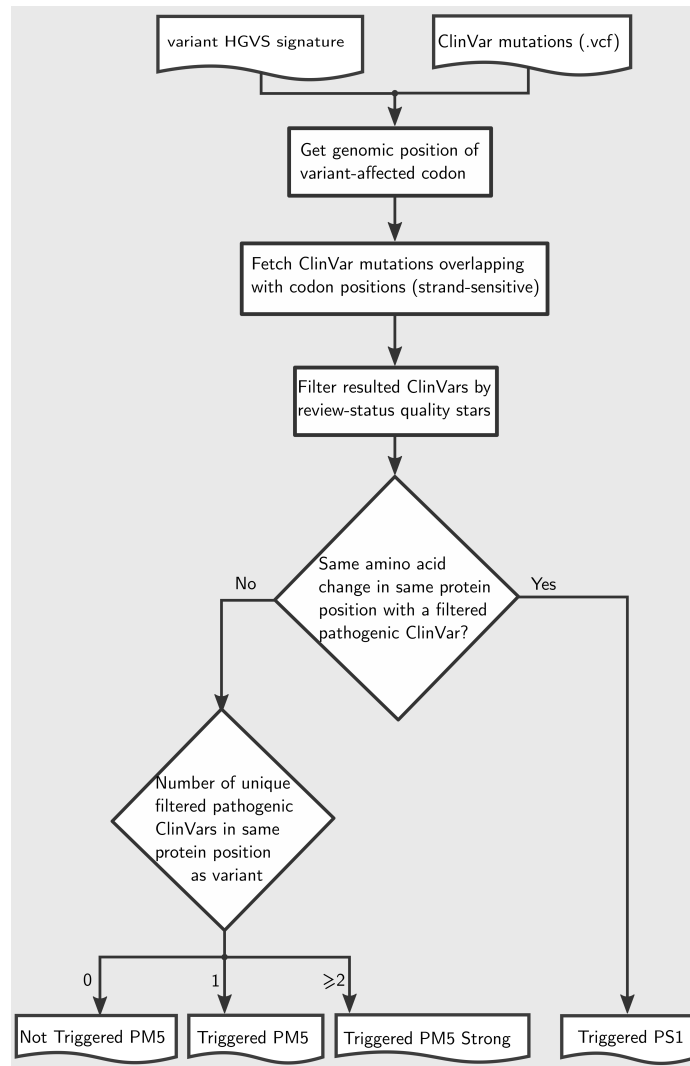 variant HGVS signature
ClinVar mutations (.vcf)
Get genomic position of
variant-affected codon
Fetch ClinVar mutations overlapping
with codon positions (strand-sensitive)
Filter resulted ClinVars by
review-status quality stars
Same amino acid
change in same protein
position with a filtered
pathogenic ClinVar?
No
Yes
Number of unique
filtered pathogenic
ClinVars in same
protein position
as variant
0
1
⩾2
Not Triggered PM5
Triggered PM5
Triggered PM5 Strong
Triggered PS1